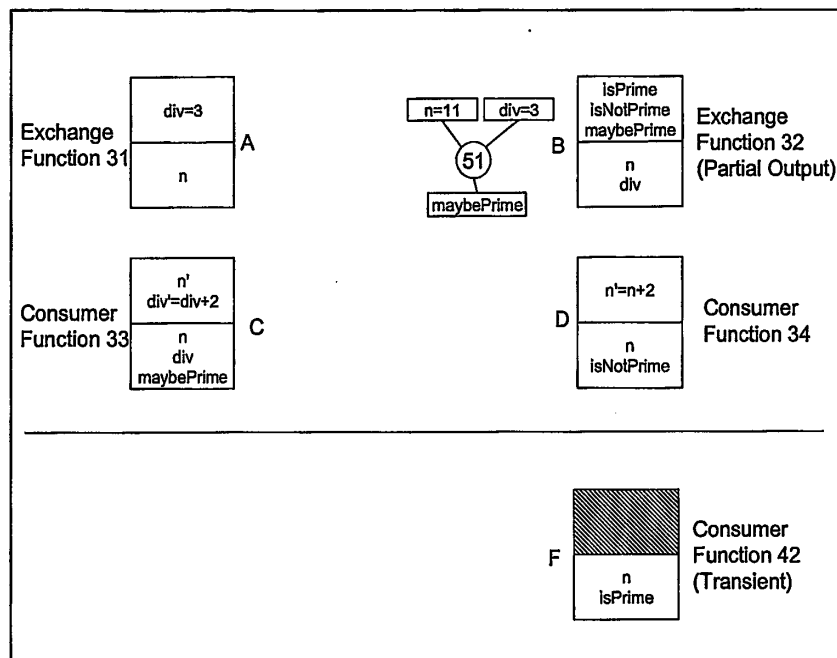 Exchange
Function 31
div=3
n
A
n=11
div=3
51
maybePrime
B
isPrime
isNotPrime
maybePrime
n
div
Exchange
Function 32
(Partial Output)
Consumer
Function 33
n'
div'=div+2
n
div
maybePrime
C
D
n'=n+2
n
isNotPrime
Consumer
Function 34
F
n
isPrime
Consumer
Function 42
(Transient)